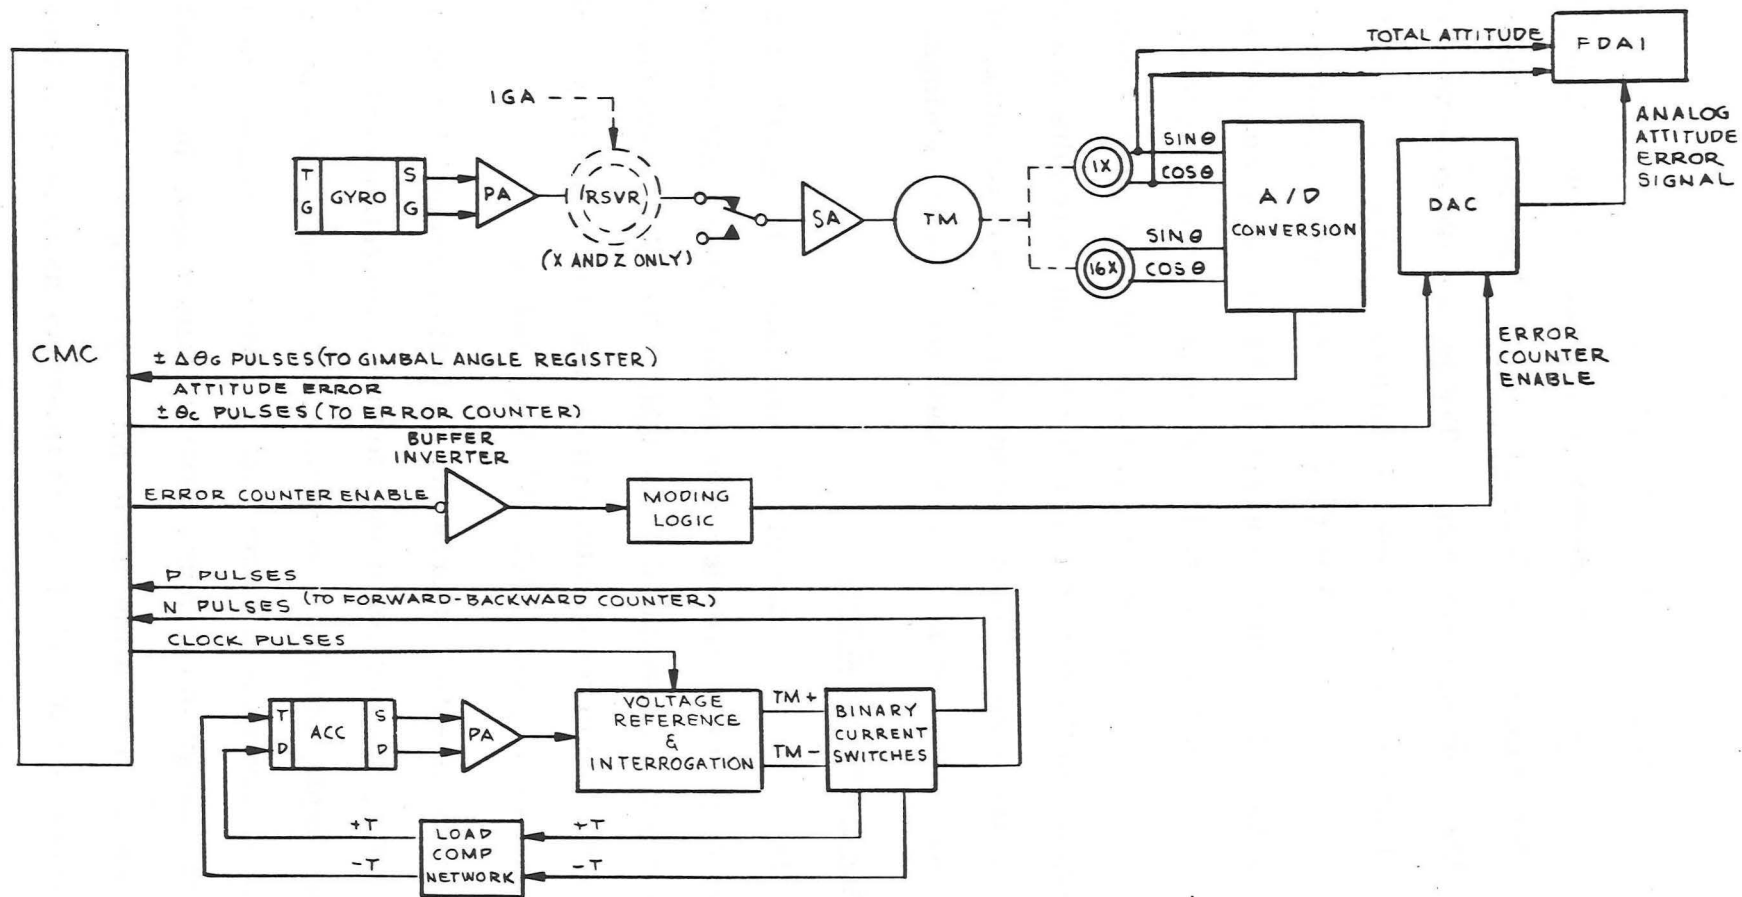 TOTAL ATTITUDE
FDAI
IGA
ANALOG
ATTITUDE
ERROR
SIGNAL
T
G
GYRO
S
G
PA
RSVR
(X AND Z ONLY)
SA
TM
1X
SIN θ
COS θ
16X
SIN θ
COS θ
A/D
CONVERSION
DAC
CMC
± ΔθG PULSES (TO GIMBAL ANGLE REGISTER)
ATTITUDE ERROR
± θc PULSES (TO ERROR COUNTER)
ERROR
COUNTER
ENABLE
BUFFER
INVERTER
ERROR COUNTER ENABLE
MODING
LOGIC
P PULSES
(TO FORWARD-BACKWARD COUNTER)
N PULSES
CLOCK PULSES
T
D
ACC
S
D
PA
VOLTAGE
REFERENCE
&
INTERROGATION
TM+
TM-
BINARY
CURRENT
SWITCHES
+T
-T
LOAD
COMP
NETWORK
+T
-T